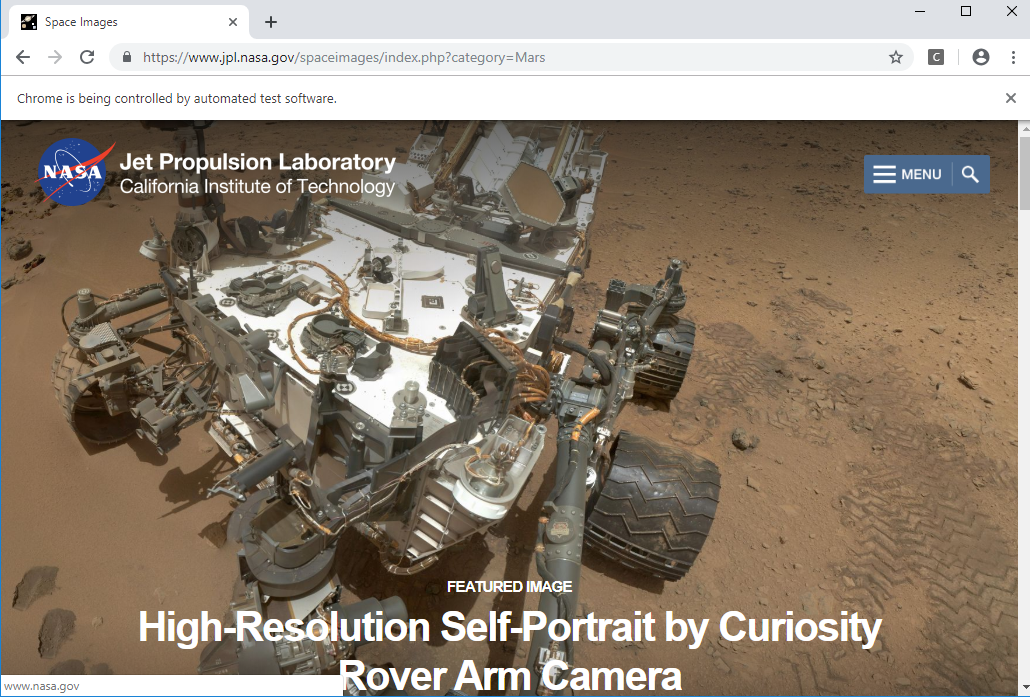 Space Images
https://www.jpl.nasa.gov/spaceimages/index.php?category=Mars
C
Chrome is being controlled by automated test software.
NASA
Jet Propulsion Laboratory
California Institute of Technology
MENU
FEATURED IMAGE
High-Resolution Self-Portrait by Curiosity
Rover Arm Camera
www.nasa.gov